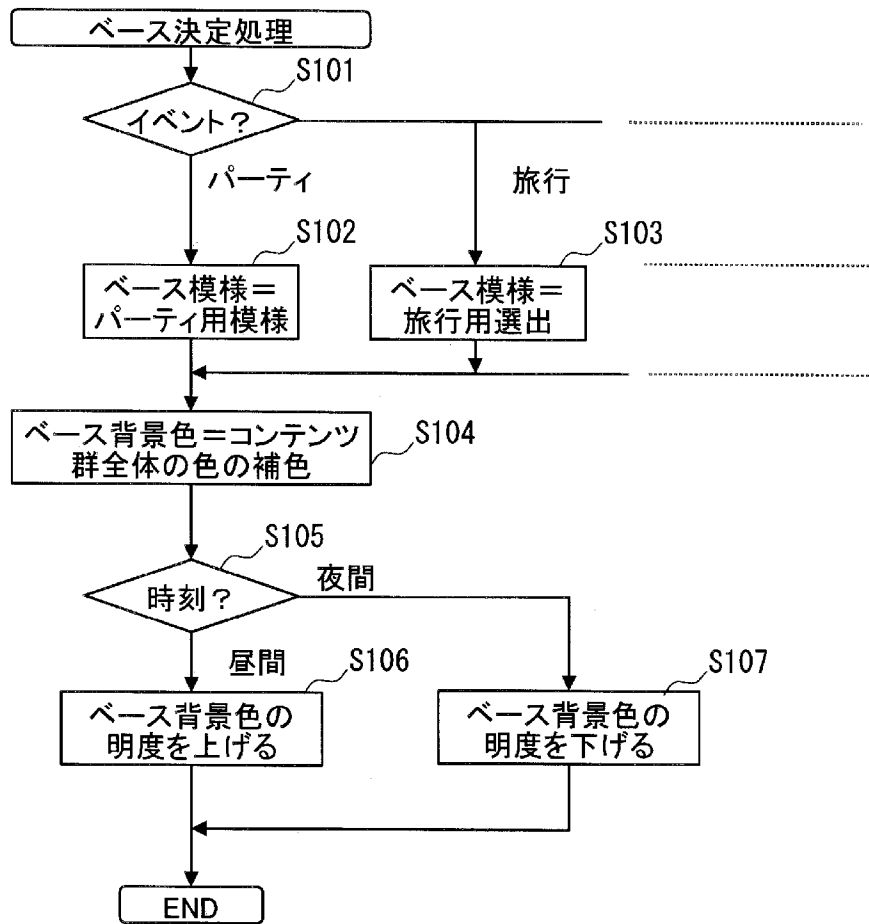 ベース決定処理
S101
イベント?
パーティ
旅行
S102
S103
ベース模様=
パーティ用模様
ベース模様=
旅行用選出
ベース背景色=コンテンツ
群全体の色の補色
S104
S105
時刻?
夜間
昼間
S106
S107
ベース背景色の
明度を上げる
ベース背景色の
明度を下げる
END